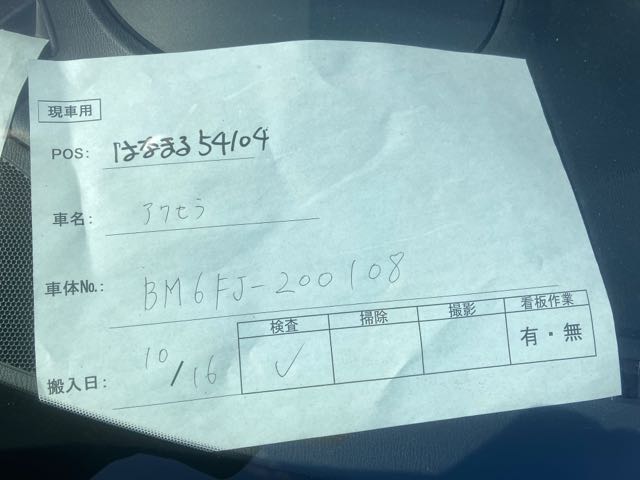 現車用
POS: はなまる54104
車名: アクセラ
車体No.: BM6FJ-200108
検査 掃除 撮影 看板作業
搬入日: 10/16 ✓ 有・無